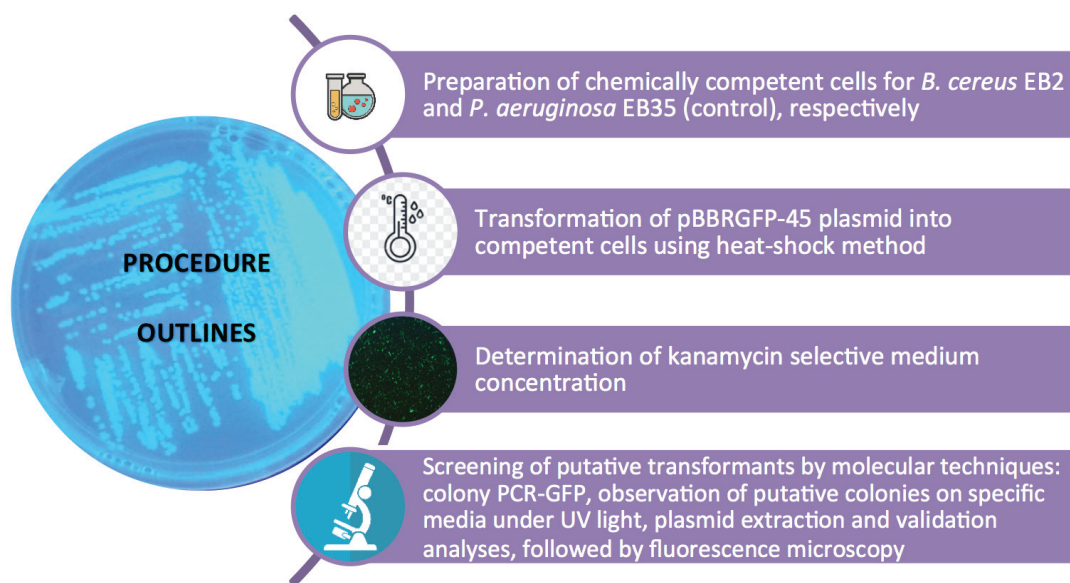 PROCEDURE
OUTLINES
Preparation of chemically competent cells for B. cereus EB2
and P. aeruginosa EB35 (control), respectively
°C
Transformation of pBBRGFP-45 plasmid into
competent cells using heat-shock method
Determination of kanamycin selective medium
concentration
Screening of putative transformants by molecular techniques:
colony PCR-GFP, observation of putative colonies on specific
media under UV light, plasmid extraction and validation
analyses, followed by fluorescence microscopy